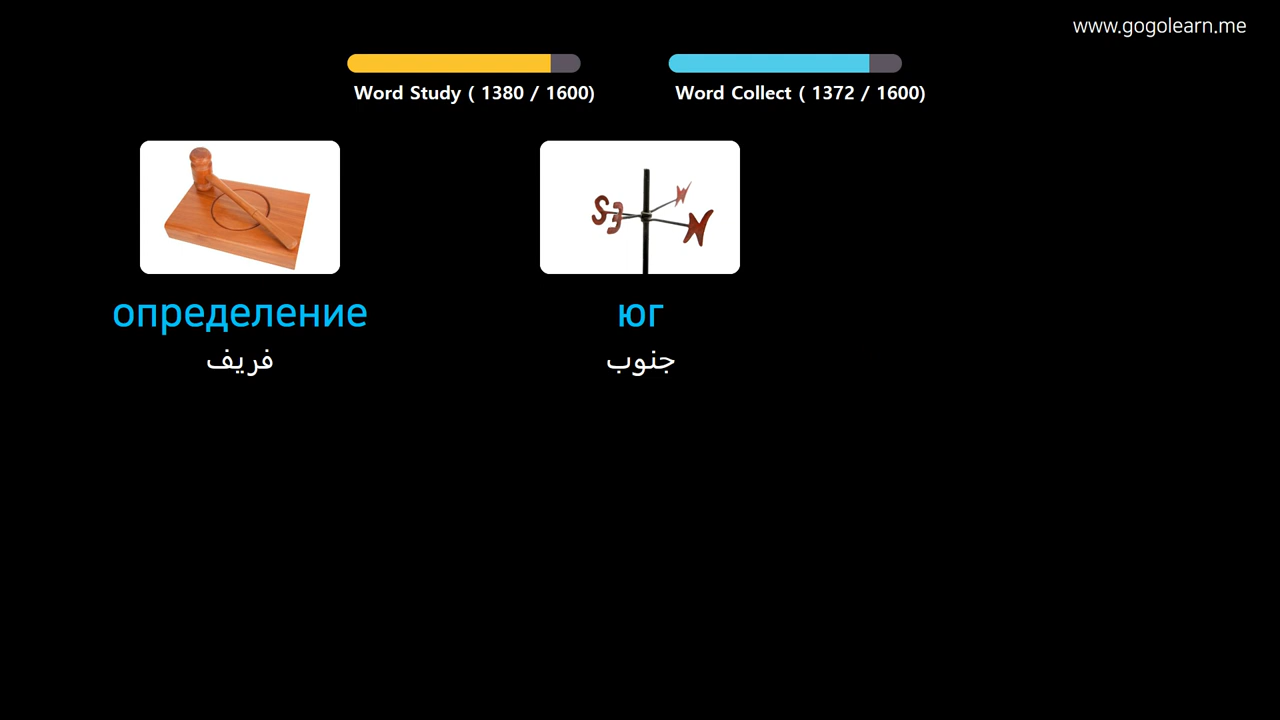 www.gogolearn.me
Word Study ( 1380 / 1600)
Word Collect ( 1372 / 1600)
S
E
N
определение
юг
فريف
جنوب